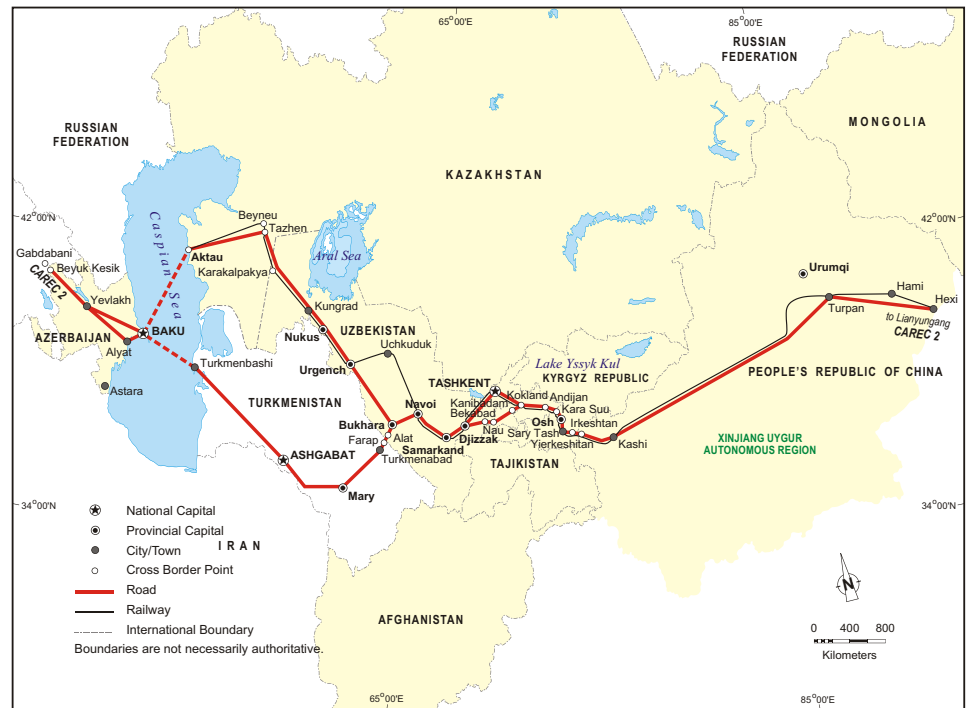 65°00'E
85°00'E
RUSSIAN
FEDERATION
MONGOLIA
RUSSIAN
FEDERATION
KAZAKHSTAN
42°00'N
42°00'N
Beyneu
Tazhen
Caspian Sea
Aral Sea
Gabdabani
Beyuk Kesik
CAREC 2
Aktau
Karakalpakya
Urumqi
Hami
Hexi
Turpan
to Lianyungang
CAREC 2
Yevlakh
Kungrad
BAKU
AZERBAIJAN
Nukus
UZBEKISTAN
Uchkuduk
Alyat
Urgench
Lake Yssyk Kul
KYRGYZ REPUBLIC
Turkmenbashi
PEOPLE'S REPUBLIC OF CHINA
Astara
TASHKENT
Kokland
Andijan
Kanibadam
Kara Suu
TURKMENISTAN
Navoi
Bekabad
Osh
Irkeshtan
Bukhara
Nau
Sary Tash
Alat
Djizzak
Yierkeshitan
Kashi
Farap
Samarkand
XINJIANG UYGUR
AUTONOMOUS REGION
ASHGABAT
Turkmenabad
TAJIKISTAN
Mary
34°00'N
34°00'N
National Capital
Provincial Capital
City/Town
IRAN
Cross Border Point
Road
Railway
International Boundary
Boundaries are not necessarily authoritative.
AFGHANISTAN
N
0 400 800
Kilometers
65°00'E
85°00'E